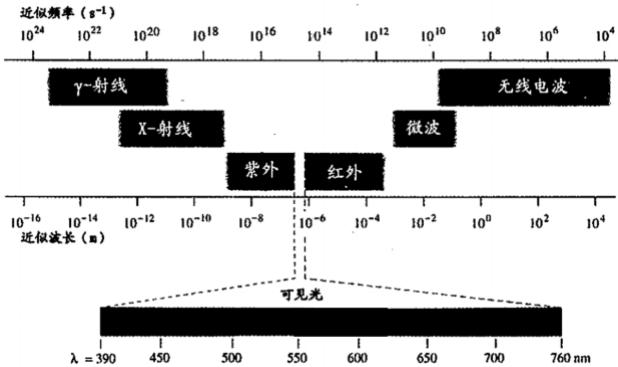 近似频率 (s⁻¹)
10²⁴ 10²² 10²⁰ 10¹⁸ 10¹⁶ 10¹⁴ 10¹² 10¹⁰ 10⁸ 10⁶ 10⁴
γ-射线 无线电波
X-射线 微波
紫外 红外
10⁻¹⁶ 10⁻¹⁴ 10⁻¹² 10⁻¹⁰ 10⁻⁸ 10⁻⁶ 10⁻⁴ 10⁻² 10⁰ 10² 10⁴
近似波长 (m)
可见光
λ = 390 450 500 550 600 650 700 760 nm